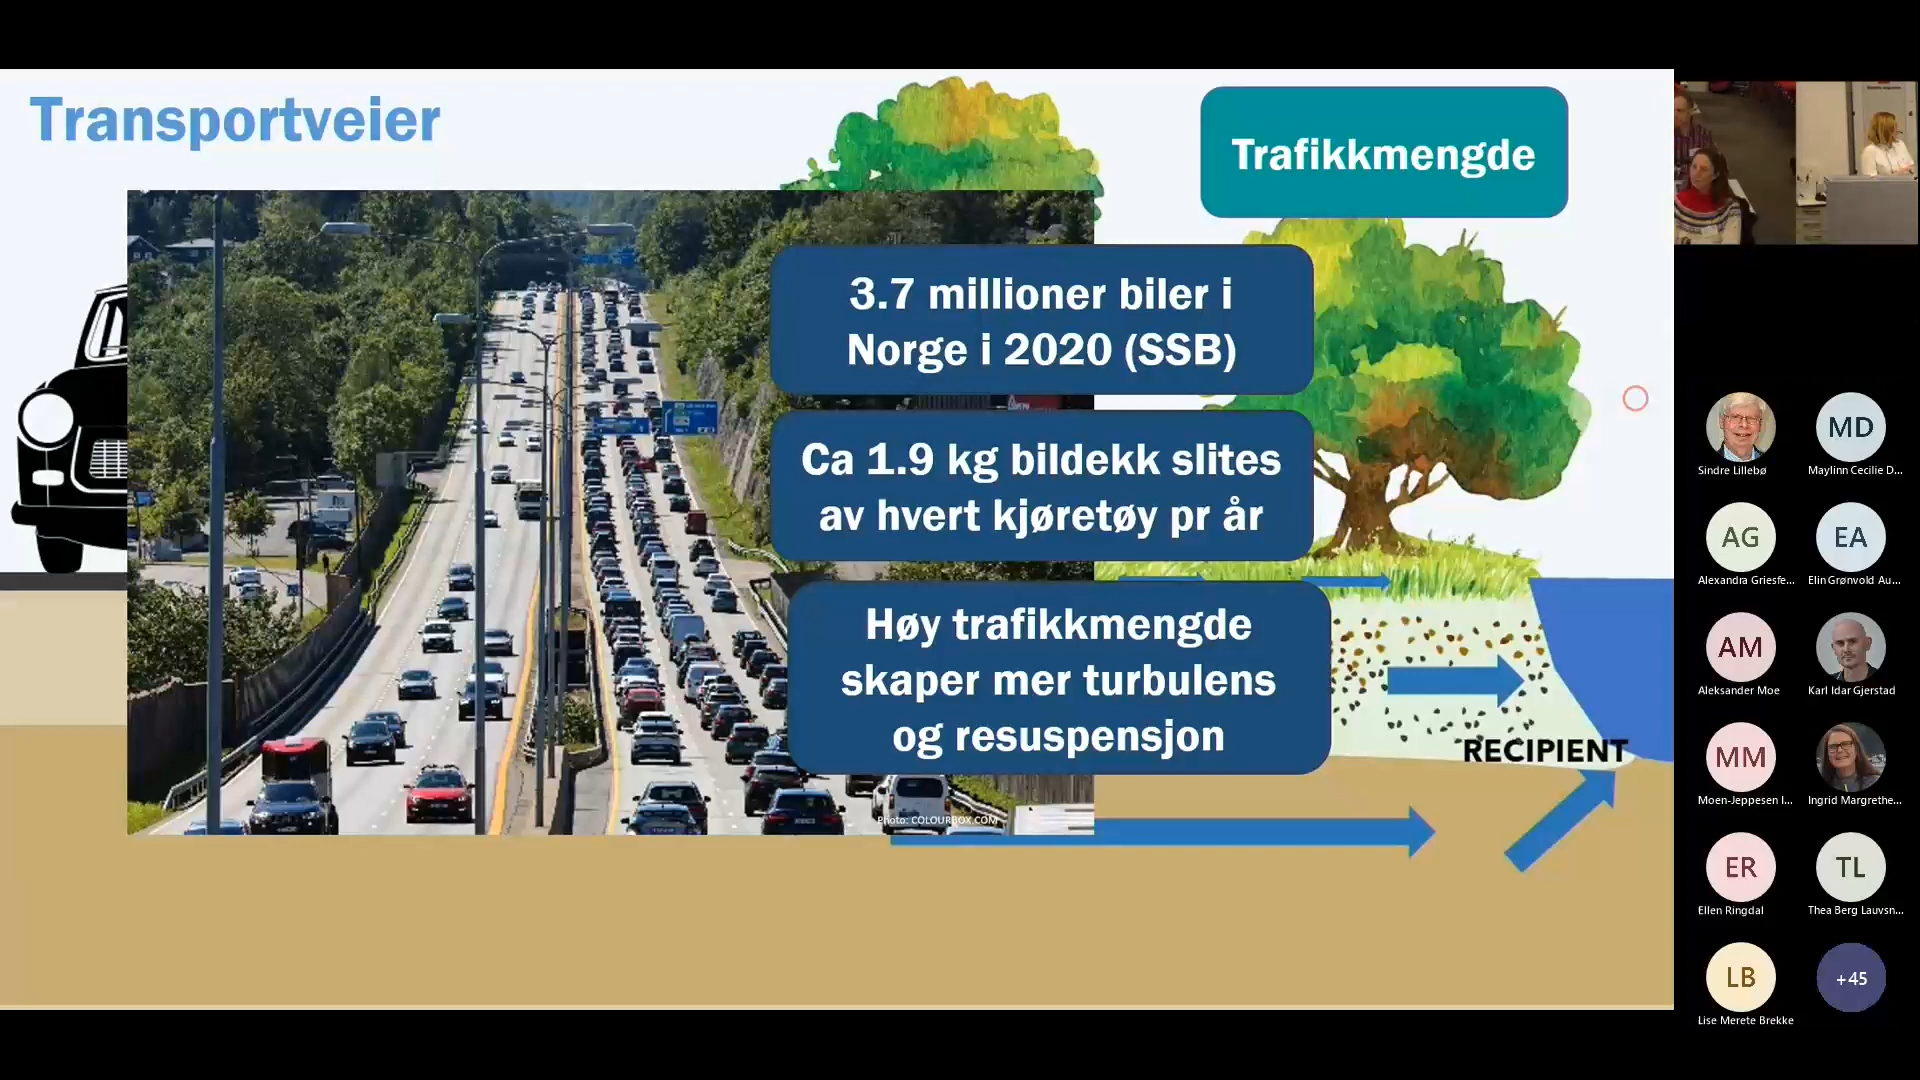 Transportveier
Trafikkmengde
3.7 millioner biler i
Norge i 2020 (SSB)
Ca 1.9 kg bildekk slites
av hvert kjøretøy pr år
Høy trafikkmengde
skaper mer turbulens
og resuspensjon
RECIPIENT
Photo: COLOURBOX.COM
Sindre Lillebø
MD
Maylinn Cecilie D...
AG
Alexandra Griesfe...
EA
Elin Grønvold Au...
AM
Aleksander Moe
Karl Idar Gjerstad
MM
Moen-Jeppesen I...
Ingrid Margrethe...
ER
Ellen Ringdal
TL
Thea Berg Lauvsn...
LB
Lise Merete Brekke
+45